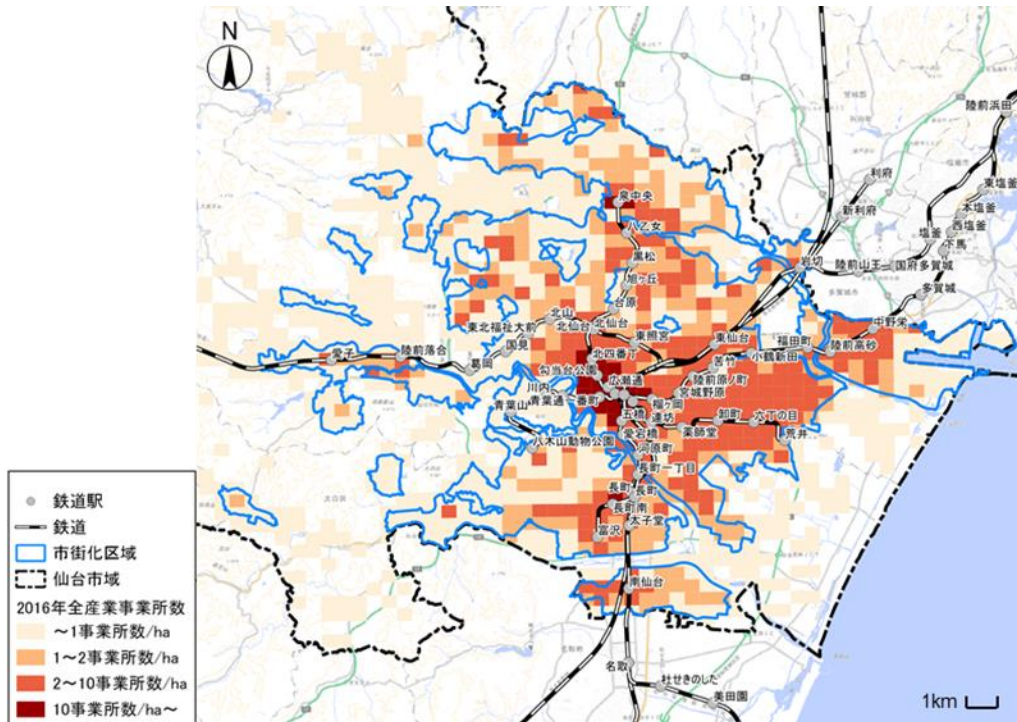 N
陸前浜田
利府
東塩釜
本塩釜
新利府
西塩釜
塩釜
下馬
泉中央
八乙女
黒松
岩切
陸前山王
国府多賀城
旭ヶ丘
多賀城
台原
北山
中野栄
東北福祉大前
北仙台
北仙台
東照宮
東仙台
福田町
陸前高砂
国見
小鶴新田
愛子
陸前落合
葛岡
北四番丁
苦竹
勾当台公園
陸前原ノ町
川内
広瀬通
宮城野原
青葉通一番町
榴ヶ岡
青葉山
五橋
連坊
卸町
六丁の目
薬師堂
荒井
愛宕橋
八木山動物公園
河原町
長町一丁目
長町
長町南
太子堂
富沢
南仙台
名取
杜せきのした
美田園
1km
鉄道駅
鉄道
市街化区域
仙台市域
2016年全産業事業所数
～1事業所数/ha
1～2事業所数/ha
2～10事業所数/ha
10事業所数/ha～